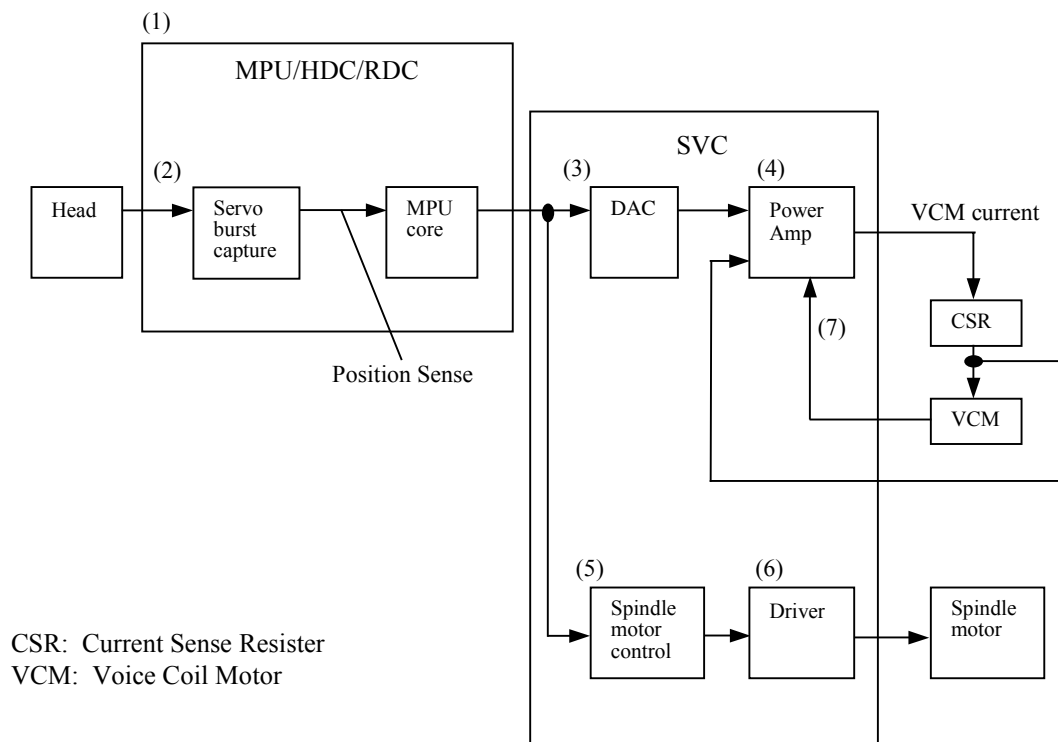 (1)
MPU/HDC/RDC
SVC
(2)
(3)
(4)
Head
Servo
burst
capture
MPU
core
DAC
Power
Amp
VCM current
(7)
CSR
Position Sense
VCM
(5)
(6)
Spindle
motor
control
Driver
Spindle
motor
CSR: Current Sense Resister
VCM: Voice Coil Motor